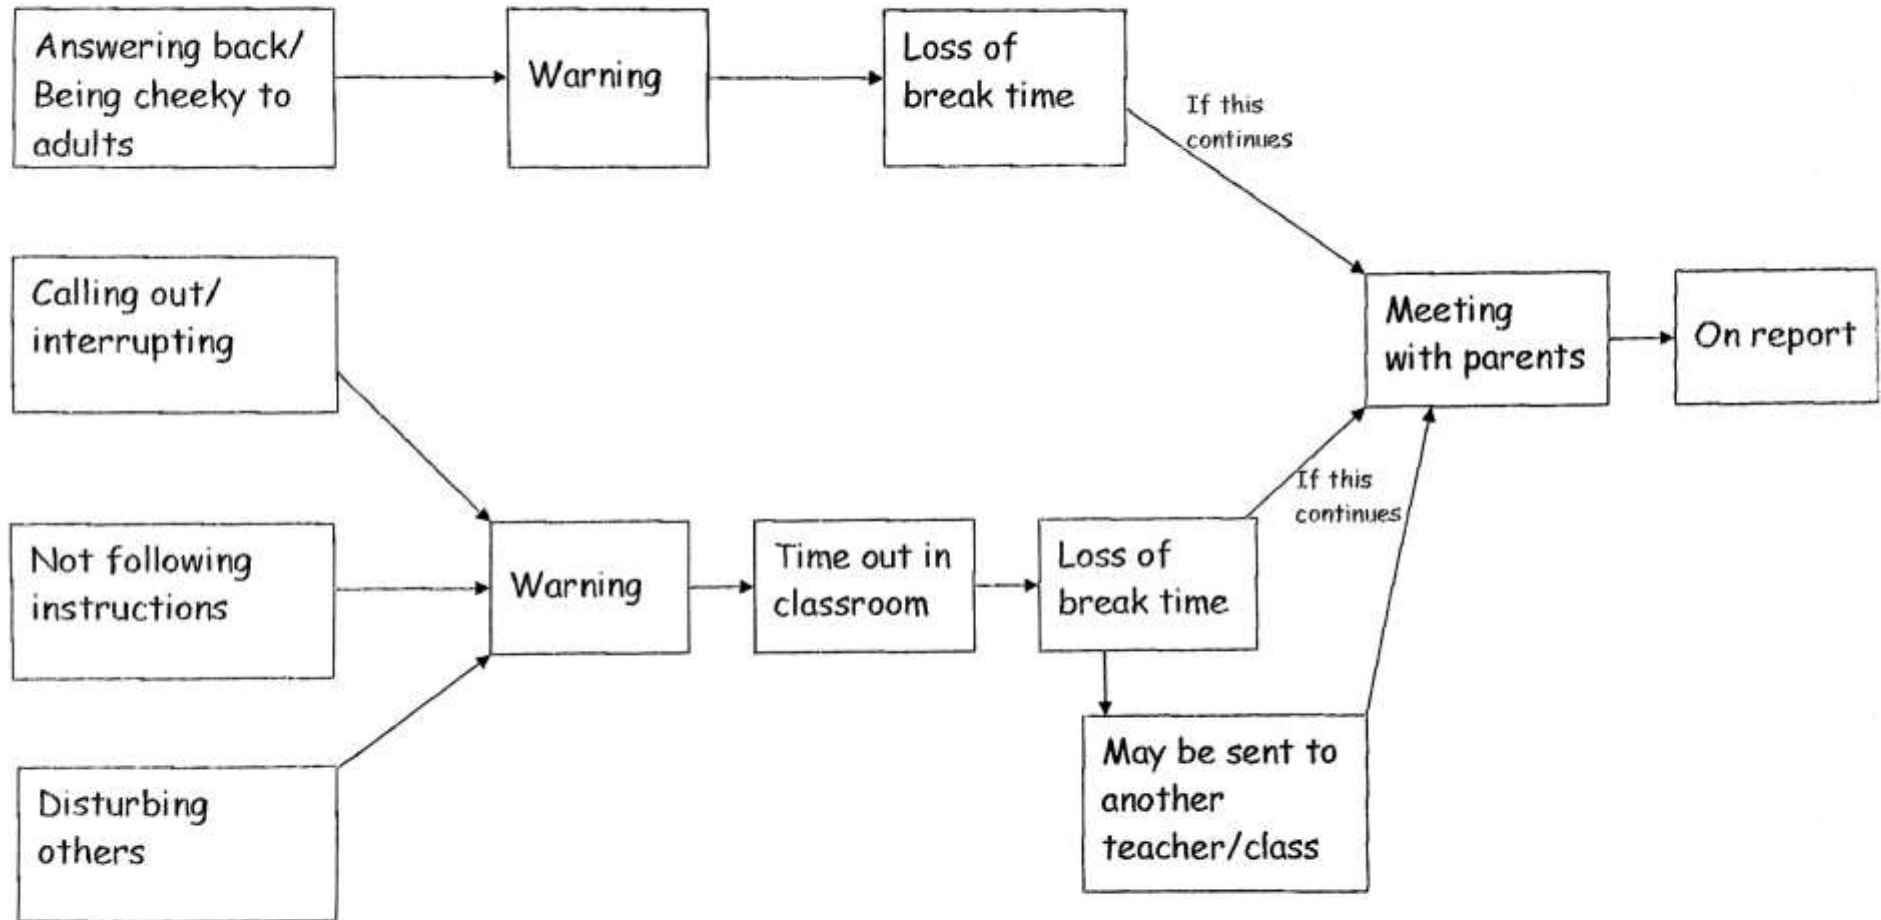 Answering back/
Being cheeky to
adults
Warning
Loss of
break time
If this
continues
Calling out/
interrupting
Meeting
with parents
On report
If this
continues
Not following
instructions
Warning
Time out in
classroom
Loss of
break time
Disturbing
others
May be sent to
another
teacher/class